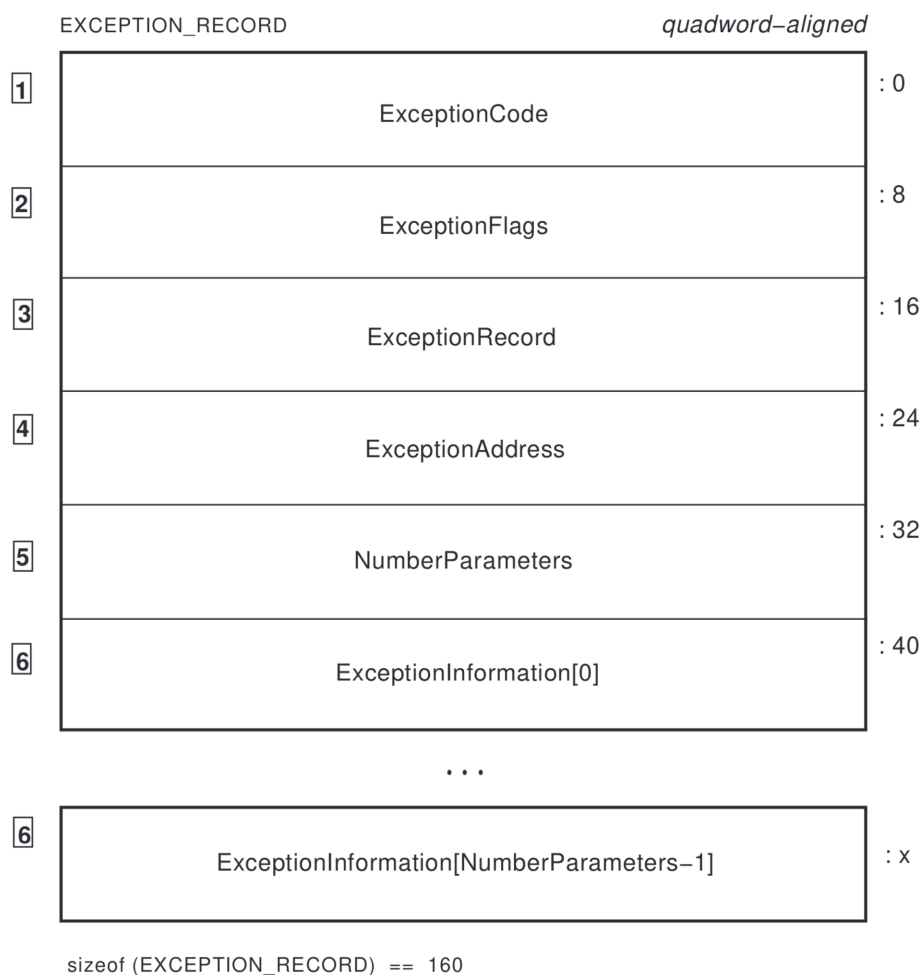 EXCEPTION_RECORD quadword–aligned
1 : 0
ExceptionCode
2 : 8
ExceptionFlags
3 : 16
ExceptionRecord
4 : 24
ExceptionAddress
5 : 32
NumberParameters
6 : 40
ExceptionInformation[0]
. . .
6
ExceptionInformation[NumberParameters–1] : x
sizeof (EXCEPTION_RECORD) == 160